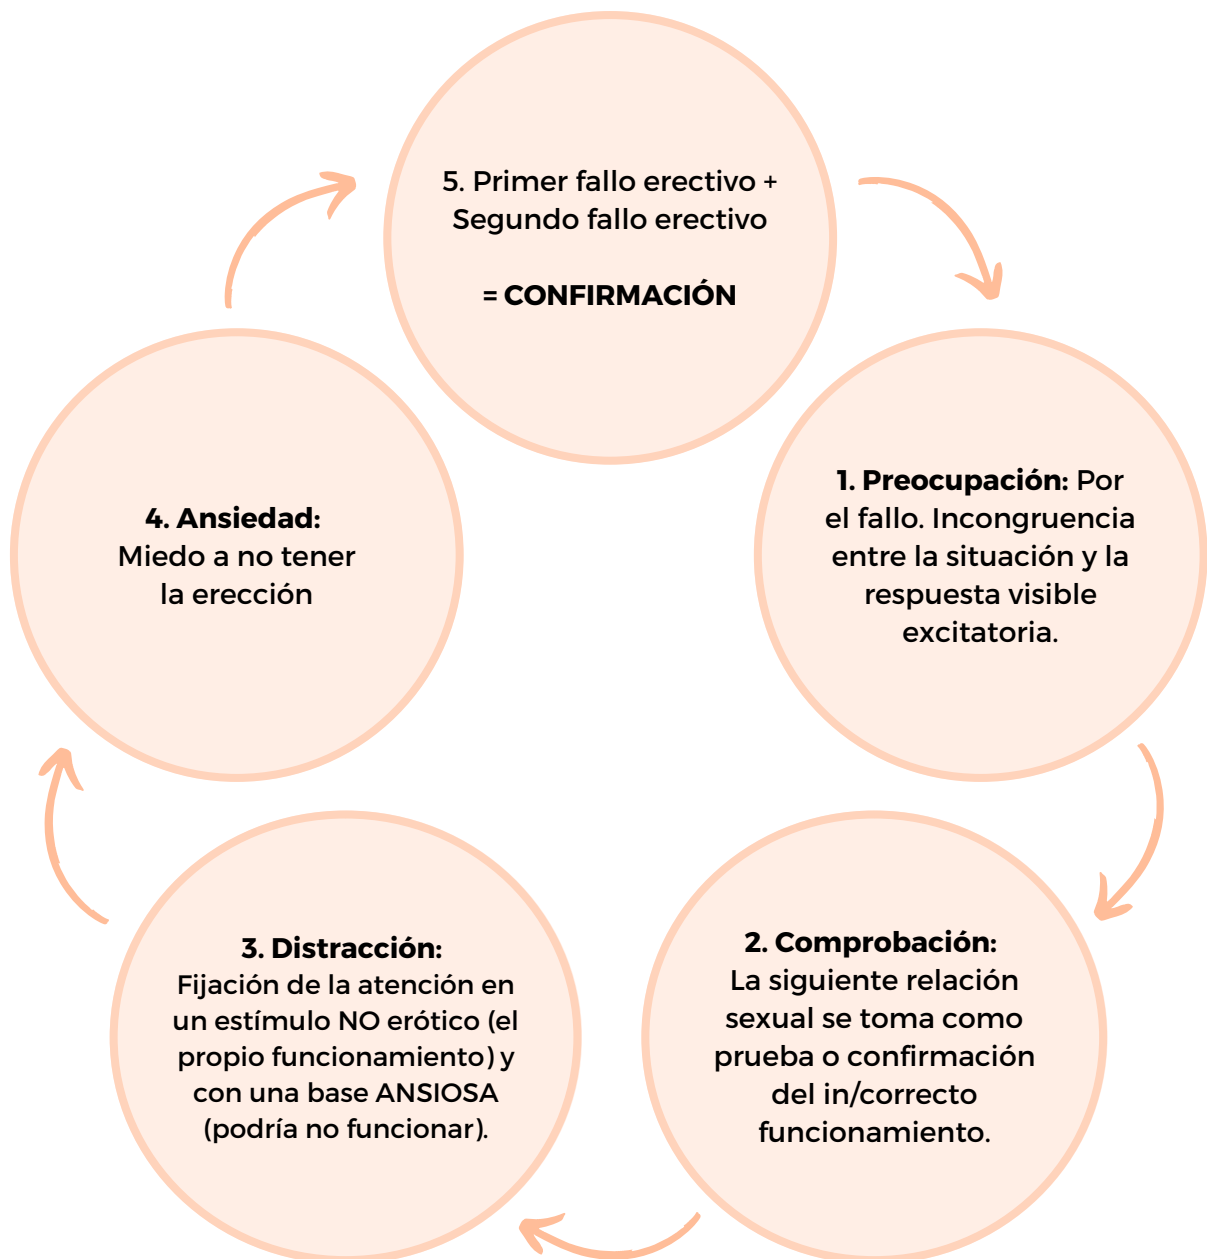 5. Primer fallo erectivo +
Segundo fallo erectivo
= CONFIRMACIÓN
1. Preocupación: Por
el fallo. Incongruencia
entre la situación y la
respuesta visible
excitatoria.
2. Comprobación:
La siguiente relación
sexual se toma como
prueba o confirmación
del in/correcto
funcionamiento.
3. Distracción:
Fijación de la atención en
un estímulo NO erótico (el
propio funcionamiento) y
con una base ANSIOSA
(podría no funcionar).
4. Ansiedad:
Miedo a no tener
la erección